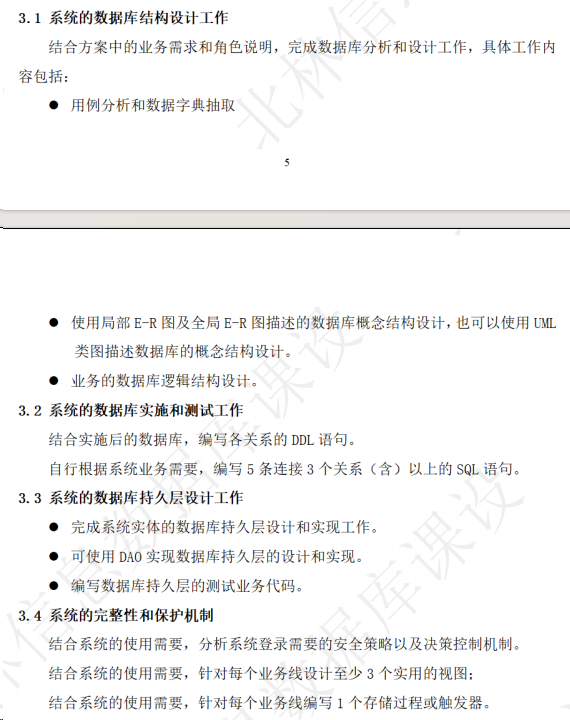 3.1 系统的数据库结构设计工作
结合方案中的业务需求和角色说明，完成数据库分析和设计工作，具体工作内
容包括：
● 用例分析和数据字典抽取
北林信
5
● 使用局部 E-R 图及全局 E-R 图描述的数据库概念结构设计，也可以使用 UML
类图描述数据库的概念结构设计。
● 业务的数据库逻辑结构设计。
3.2 系统的数据库实施和测试工作
结合实施后的数据库，编写各关系的 DDL 语句。
自行根据系统业务需要，编写 5 条连接 3 个关系（含）以上的 SQL 语句。
3.3 系统的数据库持久层设计工作
● 完成系统实体的数据库持久层设计和实现工作。
● 可使用 DAO 实现数据库持久层的设计和实现。
● 编写数据库持久层的测试业务代码。
3.4 系统的完整性和保护机制
结合系统的使用需要，分析系统登录需要的安全策略以及决策控制机制。
结合系统的使用需要，针对每个业务线设计至少 3 个实用的视图；
结合系统的使用需要，针对每个业务线编写 1 个存储过程或触发器。
林信息数据库课设
息数据库课设